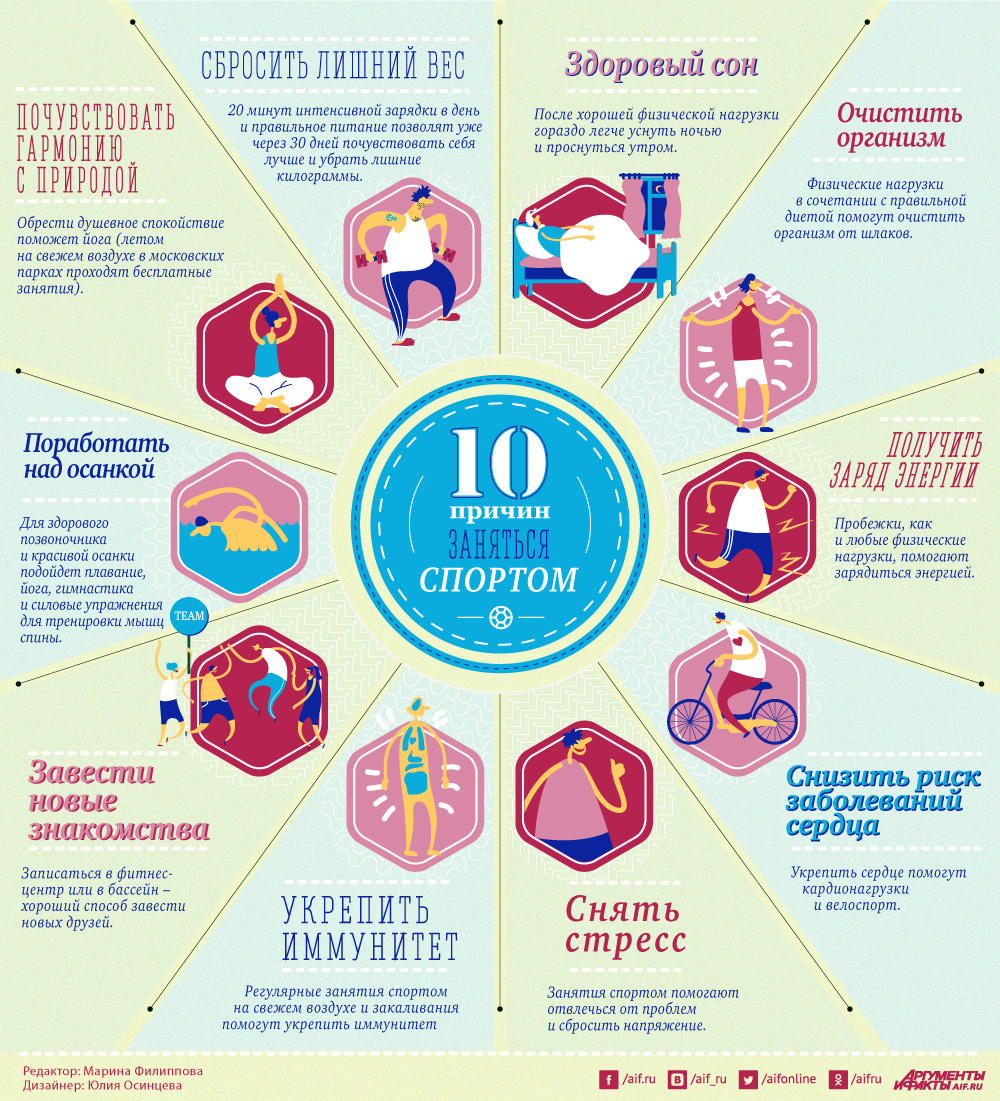 10
причин
ЗАНЯТЬСЯ
СПОРТОМ
СБРОСИТЬ ЛИШНИЙ ВЕС
20 минут интенсивной зарядки в день
и правильное питание позволят уже
через 30 дней почувствовать себя
лучше и убрать лишние
килограммы.
Здоровый сон
После хорошей физической нагрузки
гораздо легче уснуть ночью
и проснуться утром.
Очистить
организм
Физические нагрузки
в сочетании с правильной
диетой помогут очистить
организм от шлаков.
ПОЛУЧИТЬ
ЗАРЯД ЭНЕРГИИ
Пробежки, как
и любые физические
нагрузки, помогают
зарядиться энергией.
Снизить риск
заболеваний
сердца
Укрепить сердце помогут
кардионагрузки
и велоспорт.
Снять
стресс
Занятия спортом помогают
отвлечься от проблем
и сбросить напряжение.
УКРЕПИТЬ
ИММУНИТЕТ
Регулярные занятия спортом
на свежем воздухе и закаливания
помогут укрепить иммунитет
TEAM
Завести
новые
знакомства
Записаться в фитнес-
центр или в бассейн –
хороший способ завести
новых друзей.
Поработать
над осанкой
Для здорового
позвоночника
и красивой осанки
подойдет плавание,
йога, гимнастика
и силовые упражнения
для тренировки мышц
спины.
ПОЧУВСТВОВАТЬ
ГАРМОНИЮ
С ПРИРОДОЙ
Обрести душевное спокойствие
поможет йога (летом
на свежем воздухе в московских
парках проходят бесплатные
занятия).
Редактор: Марина Филиппова
Дизайнер: Юлия Осинцева
f /aif.ru
B /aif_ru
/aifonline
/aifru
АРГУМЕНТЫ
И ФАКТЫ AIF.RU